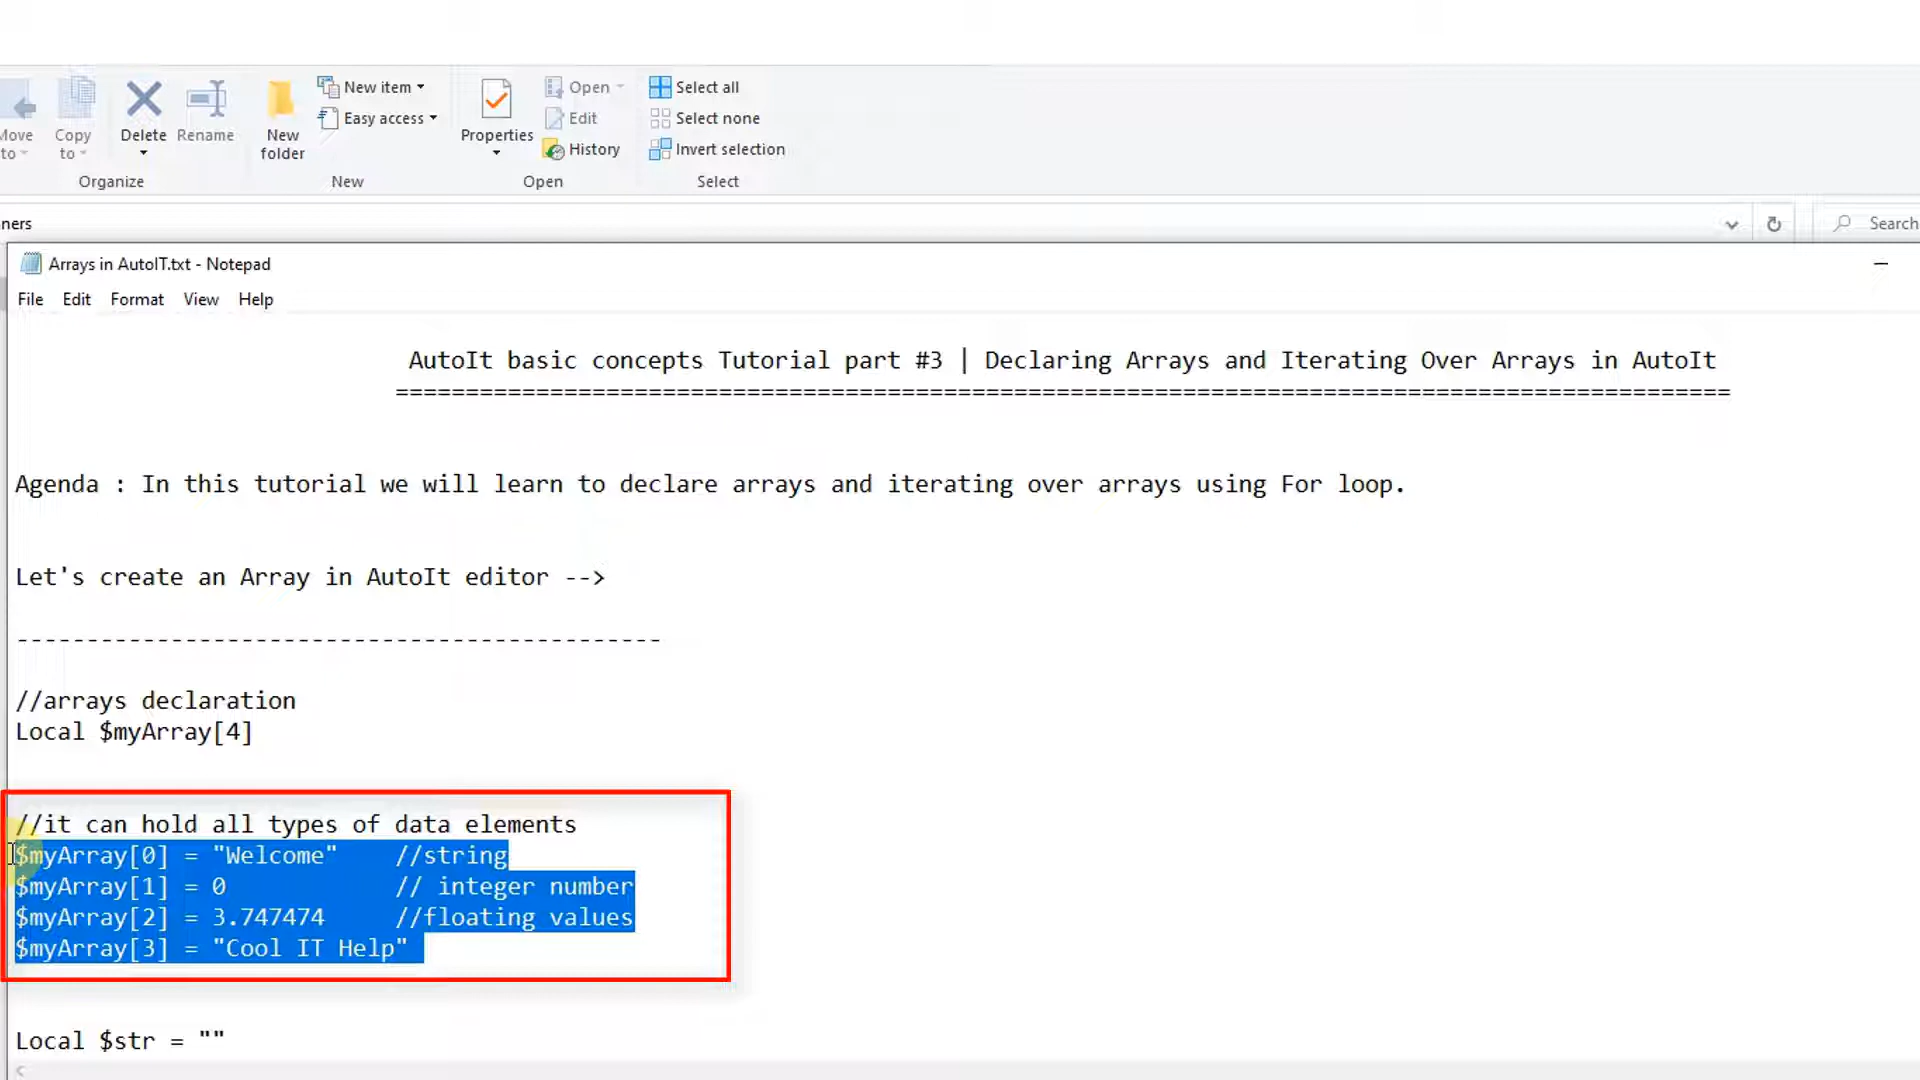 Move to
Copy to
Delete
Rename
New folder
New item
Easy access
Properties
Open
Edit
History
Select all
Select none
Invert selection
Organize
New
Open
Select
ners
Search
Arrays in AutoIT.txt - Notepad
File Edit Format View Help
AutoIt basic concepts Tutorial part #3 | Declaring Arrays and Iterating Over Arrays in AutoIt
===============================================================================================
Agenda : In this tutorial we will learn to declare arrays and iterating over arrays using For loop.
Let's create an Array in AutoIt editor -->
----------------------------------------------
//arrays declaration
Local $myArray[4]
//it can hold all types of data elements
$myArray[0] = "Welcome"    //string
$myArray[1] = 0            // integer number
$myArray[2] = 3.747474     //floating values
$myArray[3] = "Cool IT Help"
Local $str = ""